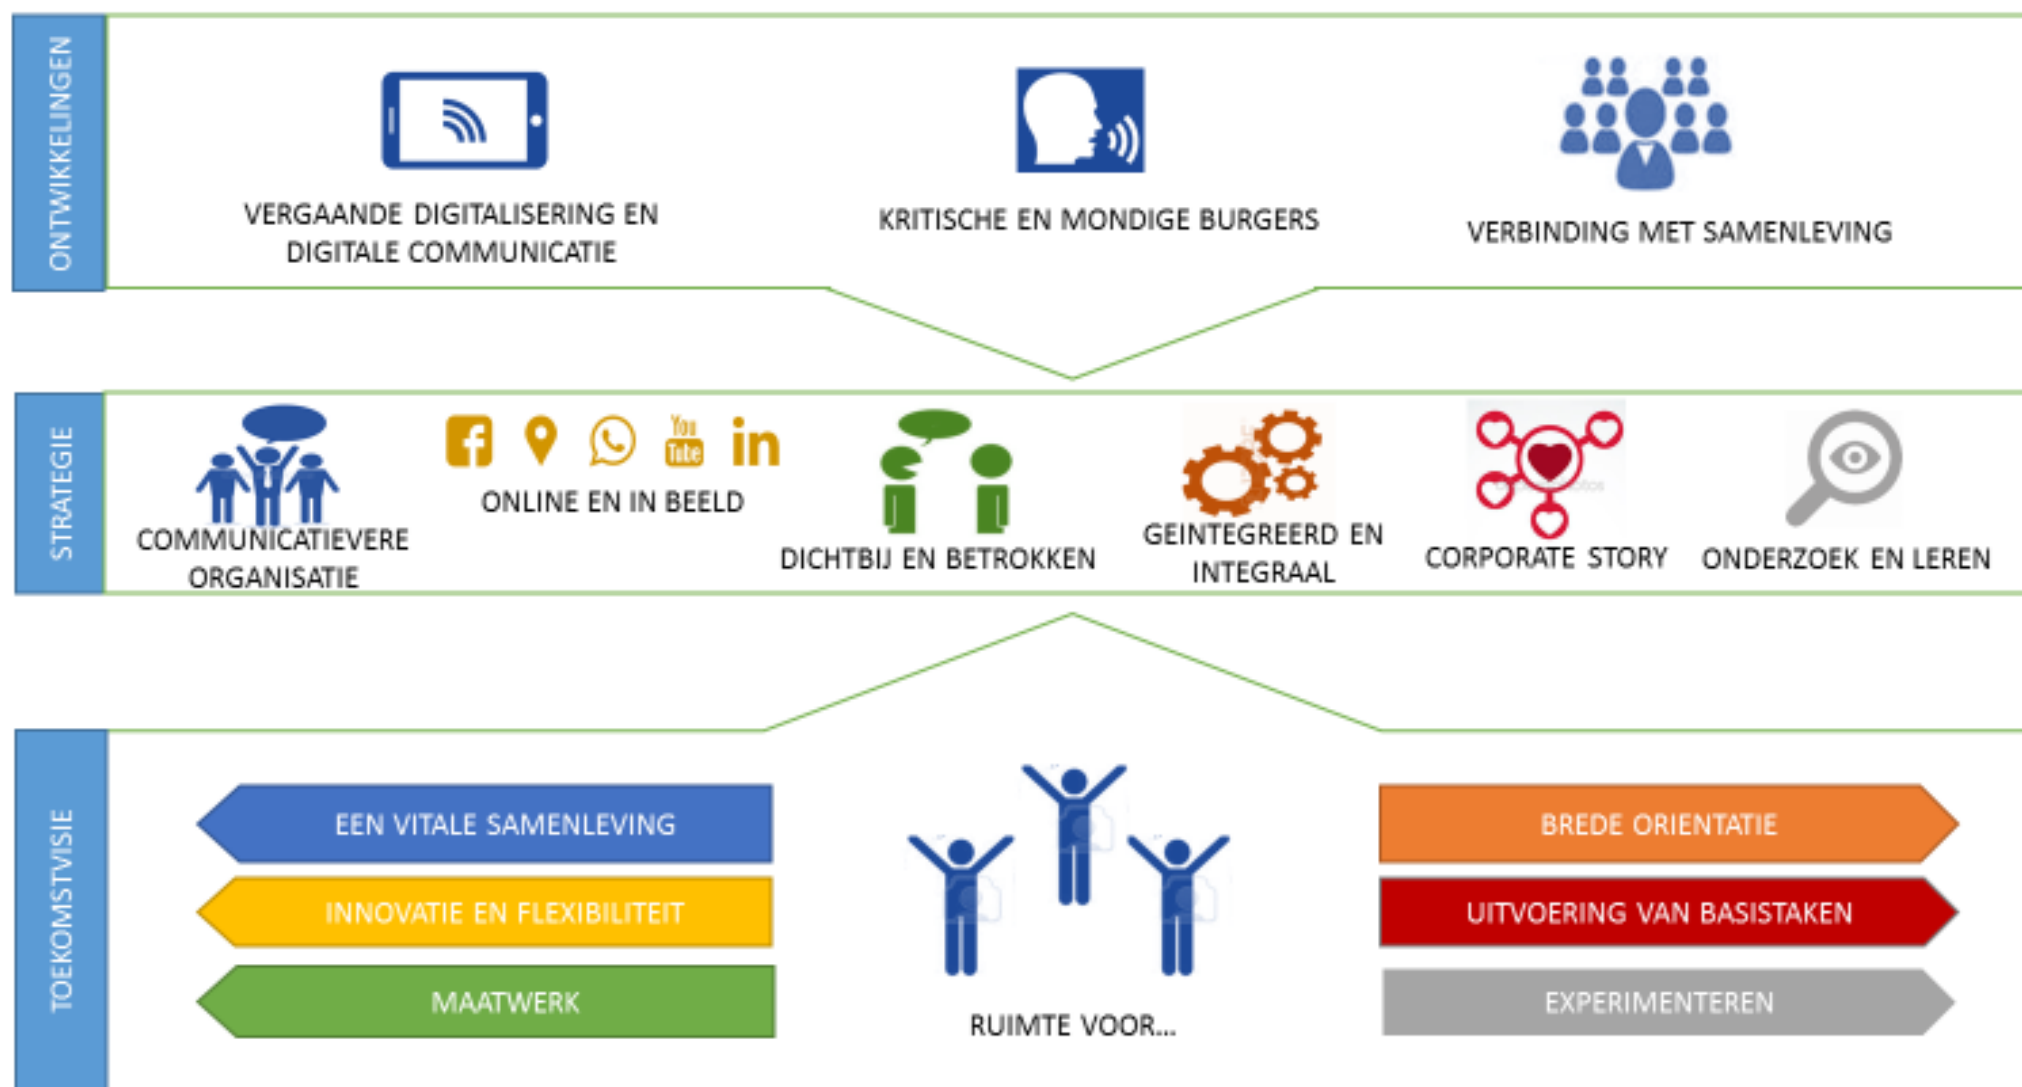 ONTWIKKELINGEN
VERGAANDE DIGITALISERING EN
DIGITALE COMMUNICATIE
KRITISCHE EN MONDIGE BURGERS
VERBINDING MET SAMENLEVING
STRATEGIE
COMMUNICATIEVERE
ORGANISATIE
You
Tube
in
ONLINE EN IN BEELD
DICHTBIJ EN BETROKKEN
GEINTEGREERD EN
INTEGRAAL
CORPORATE STORY
ONDERZOEK EN LEREN
TOEKOMSTVISIE
EEN VITALE SAMENLEVING
INNOVATIE EN FLEXIBILITEIT
MAATWERK
RUIMTE VOOR...
BREDE ORIENTATIE
UITVOERING VAN BASISTAKEN
EXPERIMENTEREN